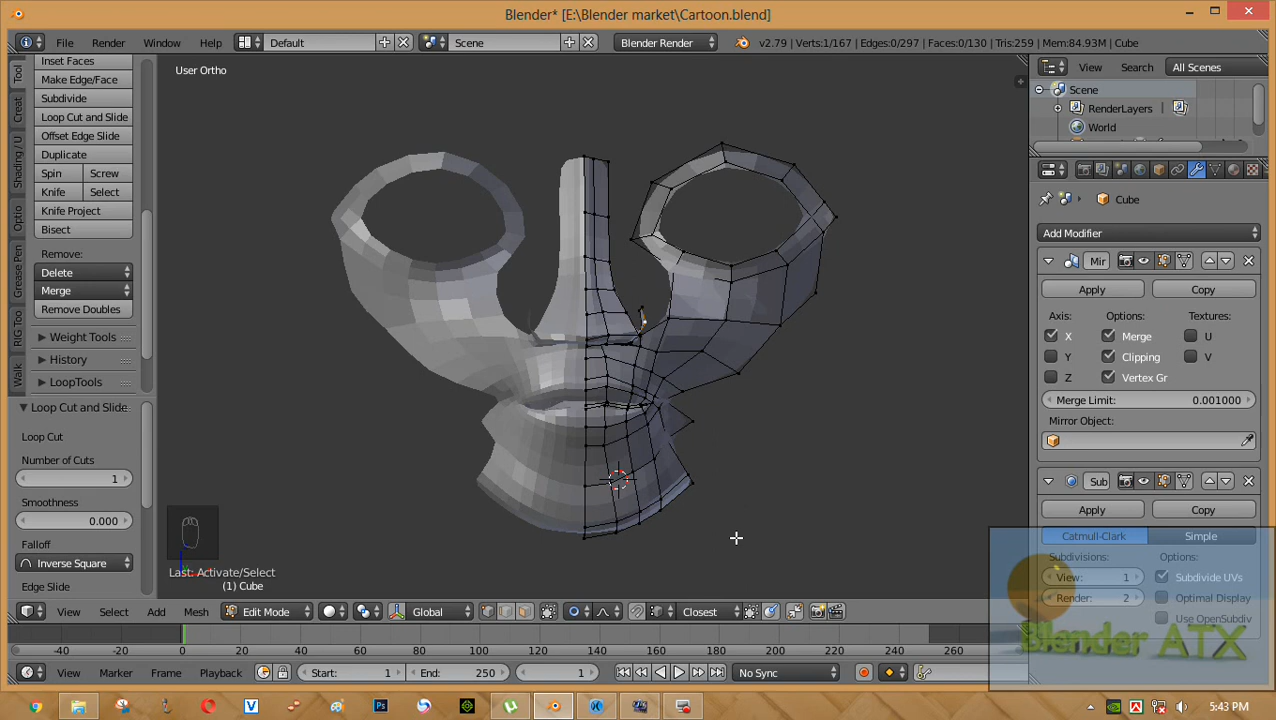 Blender* [E:\Blender market\Cartoon.blend]
File Render Window Help Default Scene Blender Render v2.79 | Verts:1/167 | Edges:0/297 | Faces:0/130 | Tris:259 | Mem:84.93M | Cube
Tool
Creat
Shading / U
Optio
Grease Pen
RIG Too
Walk
Inset Faces
Make Edge/Face
Subdivide
Loop Cut and Slide
Offset Edge Slide
Duplicate
Spin Screw
Knife Select
Knife Project
Bisect
Remove:
Delete
Merge
Remove Doubles
Weight Tools
History
LoopTools
Loop Cut and Slide
Loop Cut
Number of Cuts
1
Smoothness
0.000
Falloff
Inverse Square
Edge Slide
User Ortho
Last: Activate/Select
(1) Cube
View Select Add Mesh Edit Mode Global Closest
View Search All Scenes
Scene
RenderLayers
World
Cube
Add Modifier
Mir
Apply Copy
Axis: Options: Textures:
X Merge U
Y Clipping V
Z Vertex Gr
Merge Limit: 0.001000
Mirror Object:
Sub
Apply Copy
Catmull-Clark Simple
Subdivisions: Options:
View: 1 Subdivide UVs
Render: 2 Optimal Display
Use OpenSubdiv
Blender ATX
-40 -20 0 20 40 60 80 100 120 140 160 180 200 220 240 260
View Marker Frame Playback Start: 1 End: 250 1 No Sync
5:43 PM